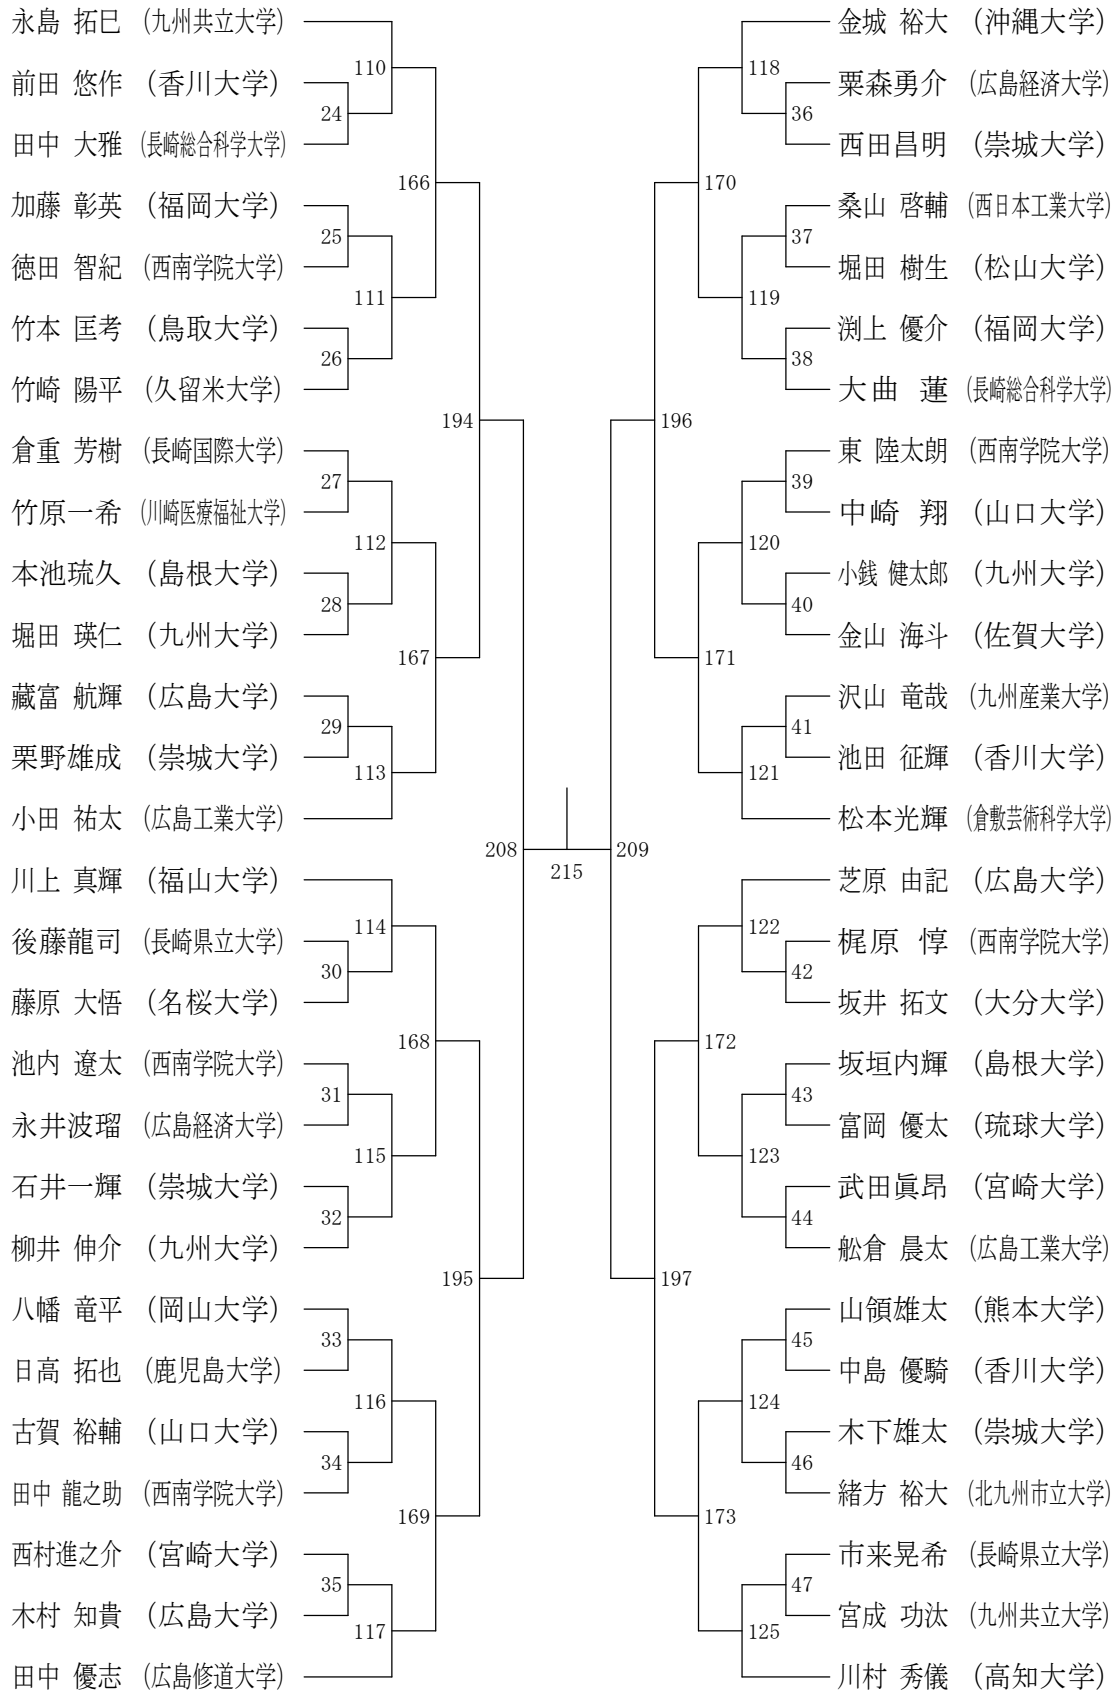 永島 拓巳 (九州共立大学)
前田 悠作 (香川大学)
田中 大雅 (長崎総合科学大学)
加藤 彰英 (福岡大学)
徳田 智紀 (西南学院大学)
竹本 匡考 (鳥取大学)
竹崎 陽平 (久留米大学)
倉重 芳樹 (長崎国際大学)
竹原一希 (川崎医療福祉大学)
本池琉久 (島根大学)
堀田 瑛仁 (九州大学)
藏富 航輝 (広島大学)
栗野雄成 (崇城大学)
小田 祐太 (広島工業大学)
川上 真輝 (福山大学)
後藤龍司 (長崎県立大学)
藤原 大悟 (名桜大学)
池内 遼太 (西南学院大学)
永井波瑠 (広島経済大学)
石井一輝 (崇城大学)
柳井 伸介 (九州大学)
八幡 竜平 (岡山大学)
日高 拓也 (鹿児島大学)
古賀 裕輔 (山口大学)
田中 龍之助 (西南学院大学)
西村進之介 (宮崎大学)
木村 知貴 (広島大学)
田中 優志 (広島修道大学)
24
25
26
27
28
29
30
31
32
33
34
35
110
111
112
113
114
115
116
117
166
167
168
169
194
195
208
215
209
196
197
170
171
172
173
118
119
120
121
122
123
124
125
36
37
38
39
40
41
42
43
44
45
46
47
金城 裕大 (沖縄大学)
粟森勇介 (広島経済大学)
西田昌明 (崇城大学)
桑山 啓輔 (西日本工業大学)
堀田 樹生 (松山大学)
渕上 優介 (福岡大学)
大曲 蓮 (長崎総合科学大学)
東 陸太朗 (西南学院大学)
中崎 翔 (山口大学)
小銭 健太郎 (九州大学)
金山 海斗 (佐賀大学)
沢山 竜哉 (九州産業大学)
池田 征輝 (香川大学)
松本光輝 (倉敷芸術科学大学)
芝原 由記 (広島大学)
梶原 惇 (西南学院大学)
坂井 拓文 (大分大学)
坂垣内輝 (島根大学)
富岡 優太 (琉球大学)
武田眞昂 (宮崎大学)
舩倉 晨太 (広島工業大学)
山領雄太 (熊本大学)
中島 優騎 (香川大学)
木下雄太 (崇城大学)
緒方 裕大 (北九州市立大学)
市来晃希 (長崎県立大学)
宮成 功汰 (九州共立大学)
川村 秀儀 (高知大学)